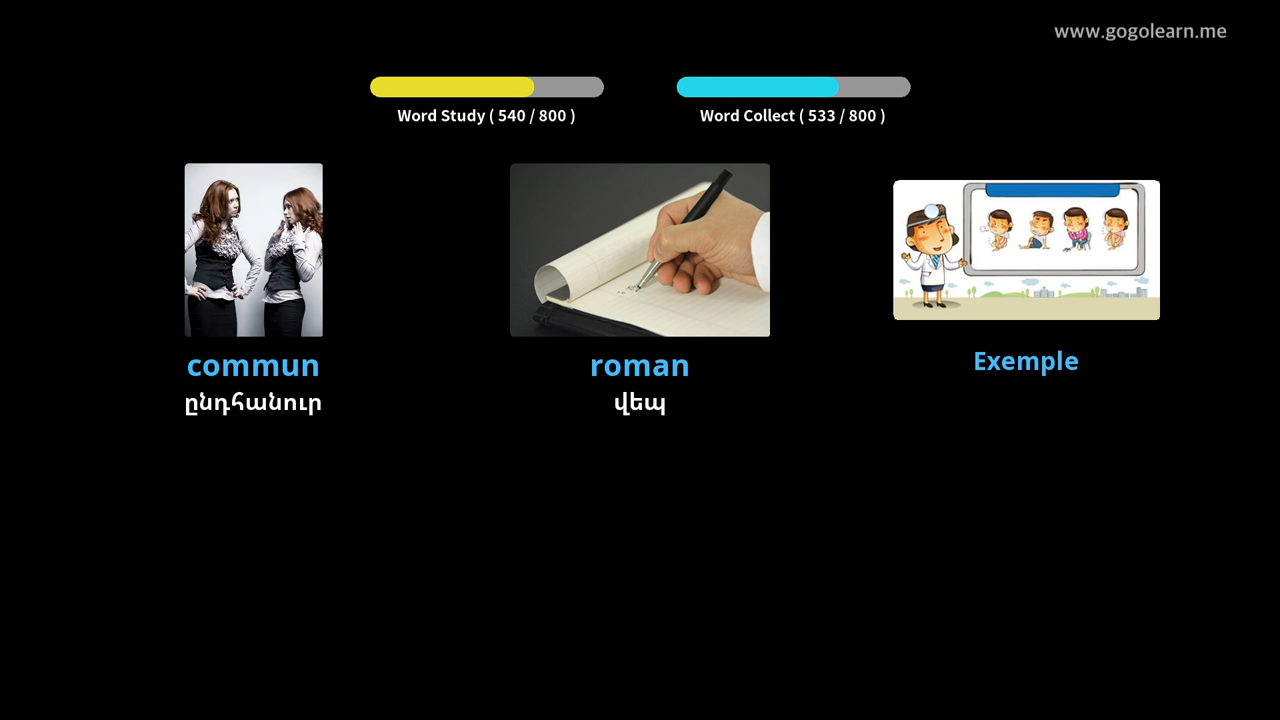 www.gogolearn.me
Word Study ( 540 / 800 )
Word Collect ( 533 / 800 )
commun
ընդհանուր
roman
վեպ
Exemple